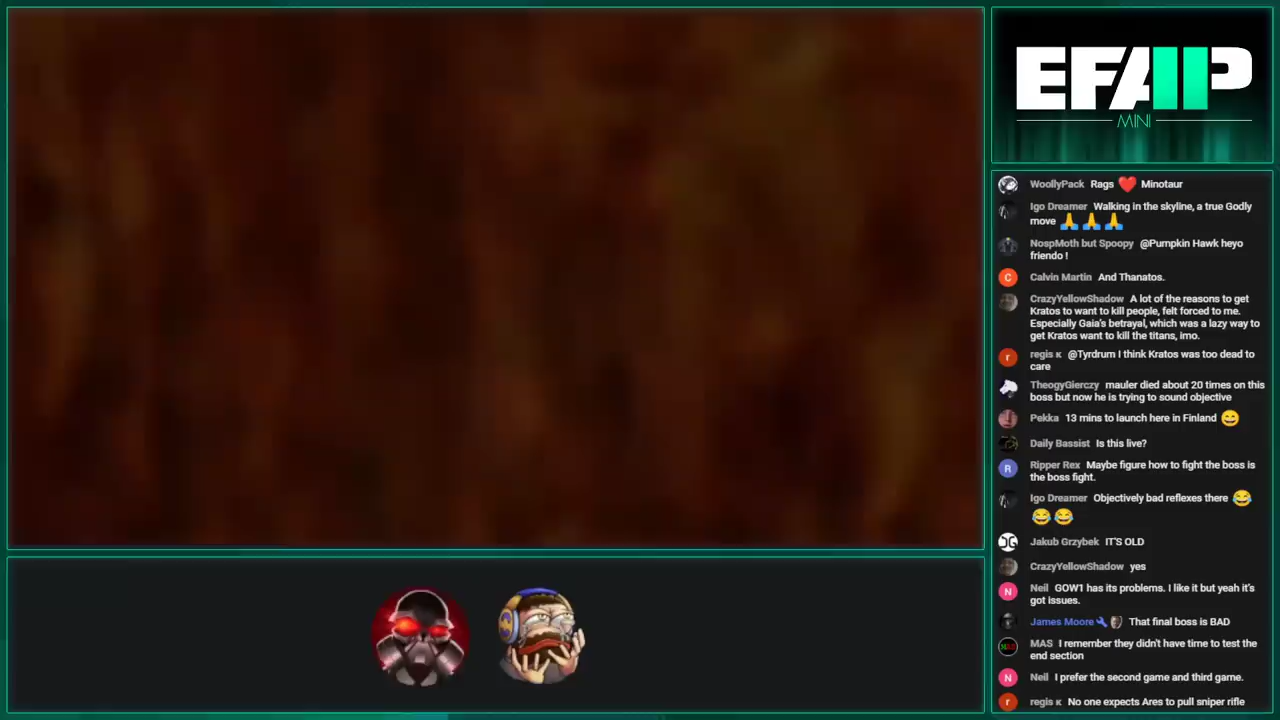 EFAP
MINI
WoollyPack Rags ❤️ Minotaur
Igo Dreamer Walking in the skyline, a true Godly
move 🙏🙏🙏
NospMoth but Spoopy @Pumpkin Hawk heyo
friendo !
Calvin Martin And Thanatos.
CrazyYellowShadow A lot of the reasons to get
Kratos to want to kill people, felt forced to me.
Especially Gaia's betrayal, which was a lazy way to
get Kratos want to kill the titans, imo.
regis ĸ @Tyrdrum I think Kratos was too dead to
care
TheogyGierczy mauler died about 20 times on this
boss but now he is trying to sound objective
Pekka 13 mins to launch here in Finland 😄
Daily Bassist Is this live?
Ripper Rex Maybe figure how to fight the boss is
the boss fight.
Igo Dreamer Objectively bad reflexes there 😂
😂😂
Jakub Grzybek IT'S OLD
CrazyYellowShadow yes
Neil GOW1 has its problems. I like it but yeah it's
got issues.
James Moore That final boss is BAD
MAS I remember they didn't have time to test the
end section
Neil I prefer the second game and third game.
regis ĸ No one expects Ares to pull sniper rifle